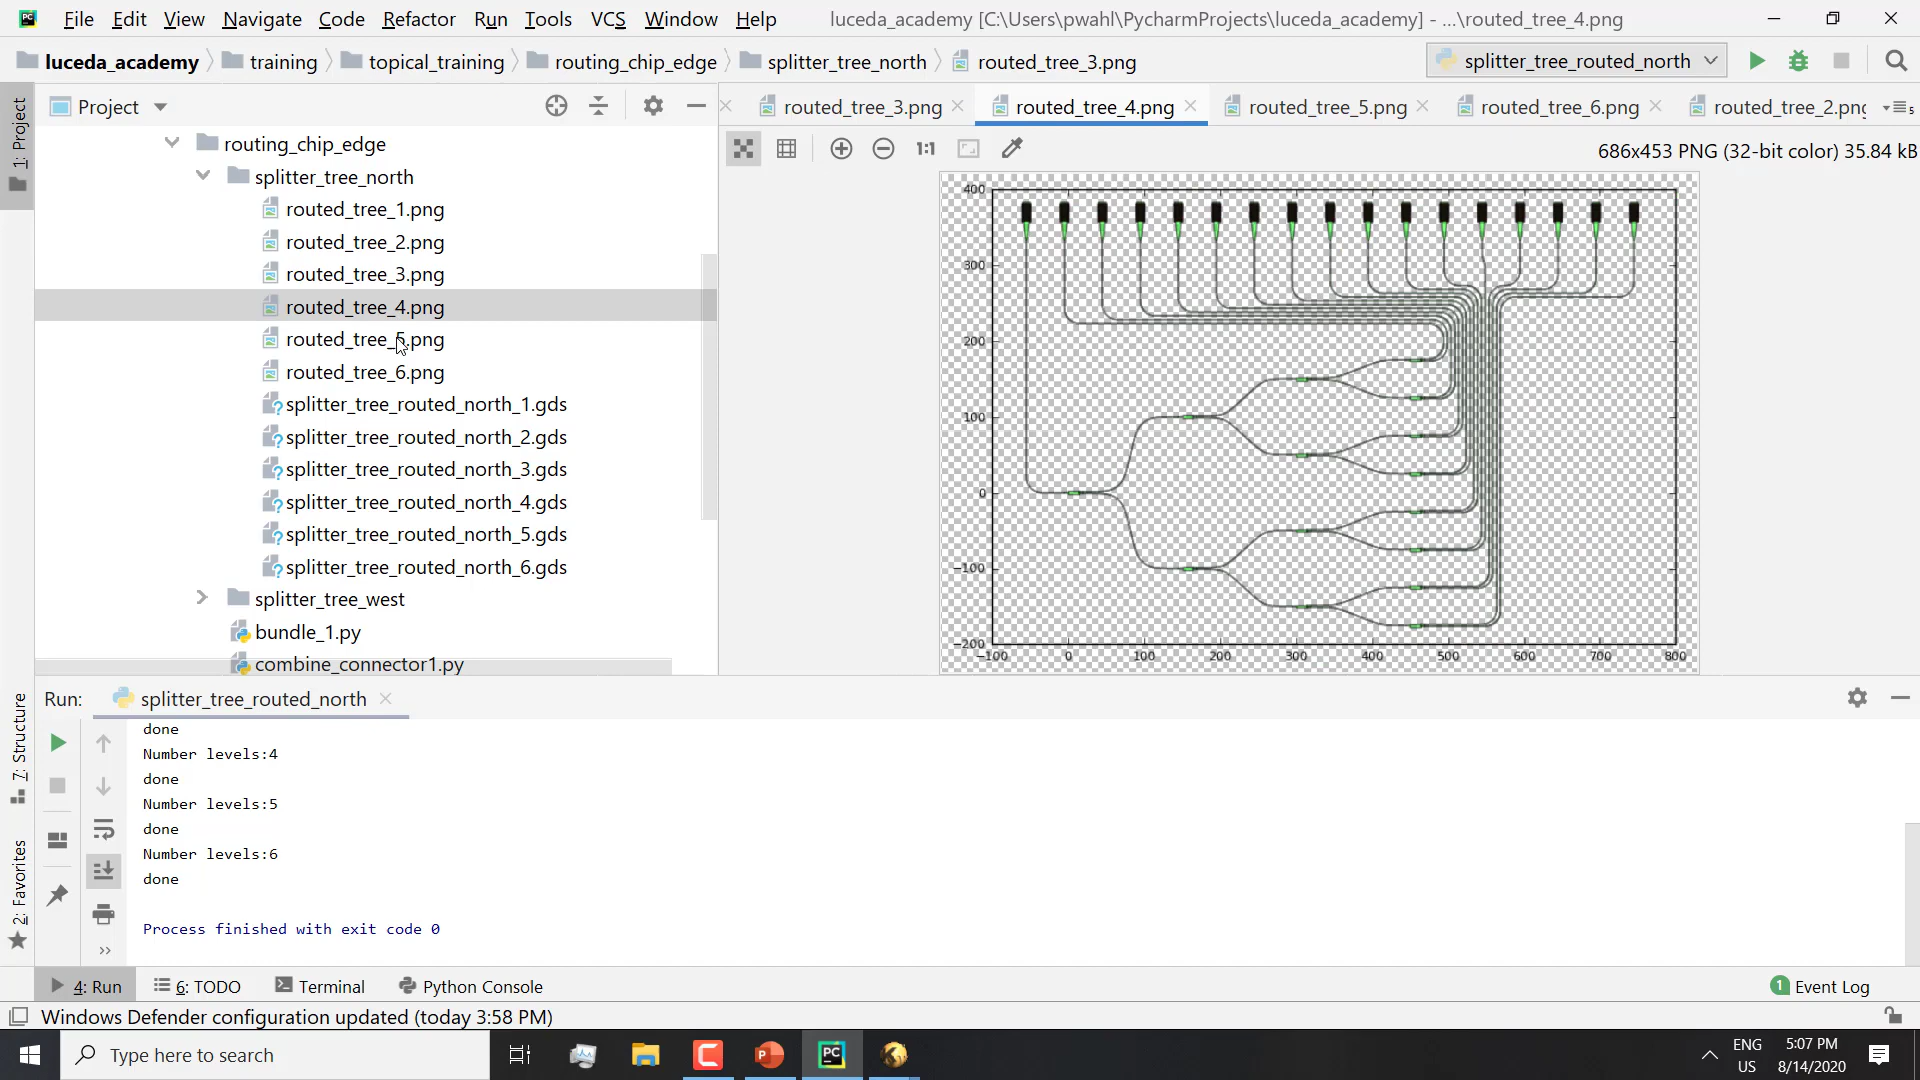 PC File Edit View Navigate Code Refactor Run Tools VCS Window Help luceda_academy [C:\Users\pwahl\PycharmProjects\luceda_academy] - ...\routed_tree_4.png
luceda_academy training topical_training routing_chip_edge splitter_tree_north routed_tree_3.png splitter_tree_routed_north
1: Project
Project
routed_tree_3.png routed_tree_4.png routed_tree_5.png routed_tree_6.png routed_tree_2.png 5
1:1 686x453 PNG (32-bit color) 35.84 kB
routing_chip_edge
splitter_tree_north
routed_tree_1.png
routed_tree_2.png
routed_tree_3.png
routed_tree_4.png
routed_tree_5.png
routed_tree_6.png
splitter_tree_routed_north_1.gds
splitter_tree_routed_north_2.gds
splitter_tree_routed_north_3.gds
splitter_tree_routed_north_4.gds
splitter_tree_routed_north_5.gds
splitter_tree_routed_north_6.gds
splitter_tree_west
bundle_1.py
combine_connector1.py
400
300
200
100
0
−100
−200
−100 0 100 200 300 400 500 600 700 800
Run: splitter_tree_routed_north
7: Structure
2: Favorites
done
Number levels:4
done
Number levels:5
done
Number levels:6
done
Process finished with exit code 0
4: Run 6: TODO Terminal Python Console 1 Event Log
Windows Defender configuration updated (today 3:58 PM)
Type here to search
ENG
US
5:07 PM
8/14/2020